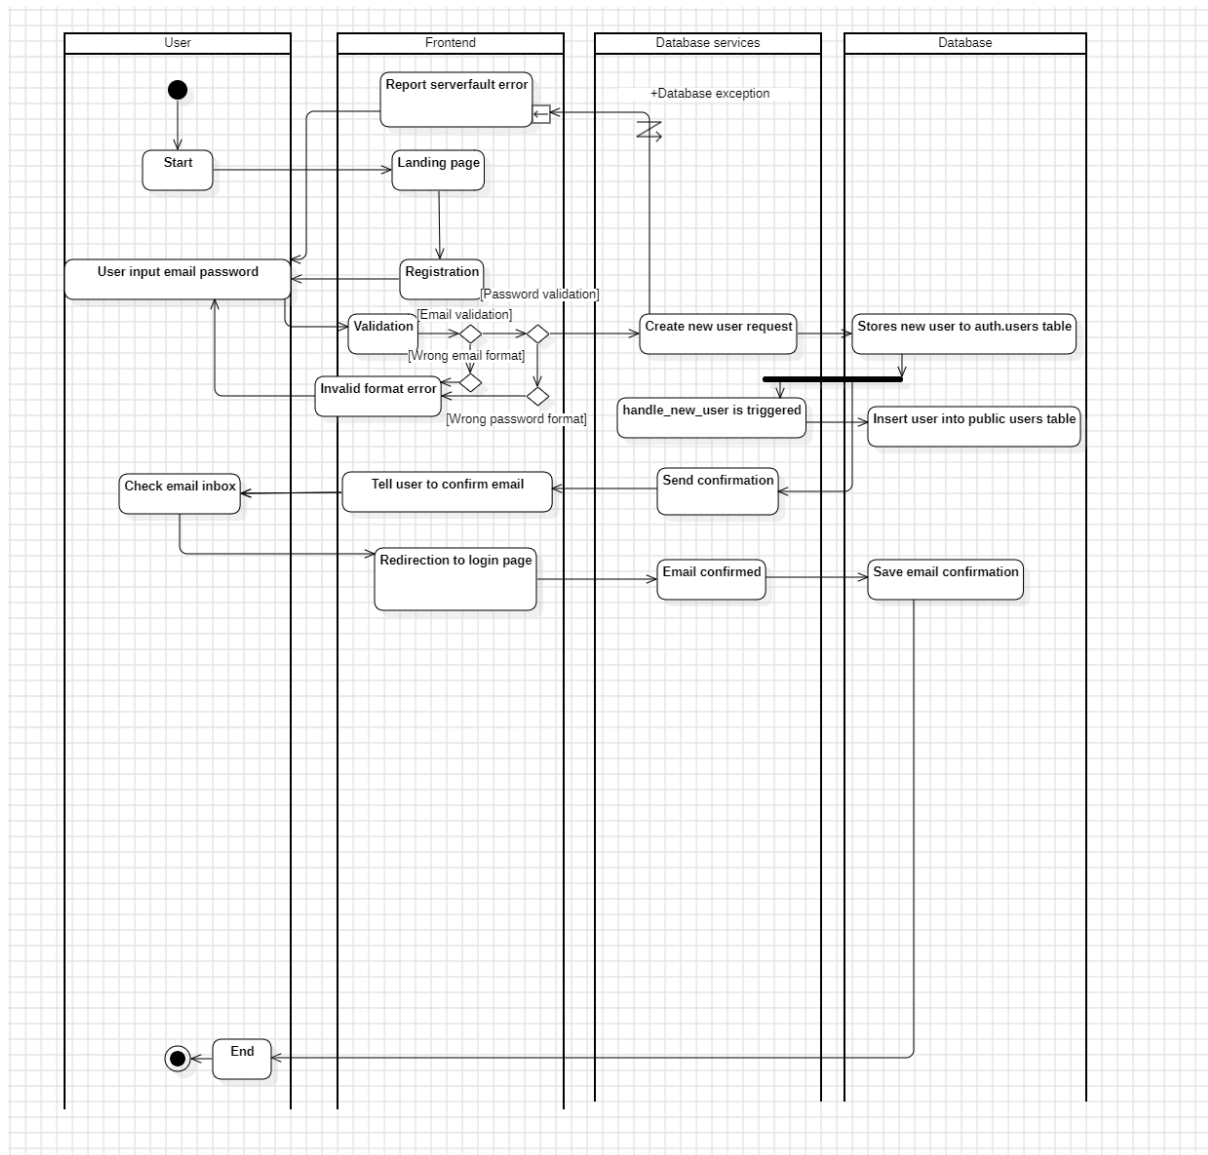 User
Frontend
Database services
Database
Report serverfault error
+Database exception
Start
Landing page
User input email password
Registration
[Password validation]
[Email validation]
Validation
Create new user request
Stores new user to auth.users table
[Wrong email format]
Invalid format error
handle_new_user is triggered
Insert user into public users table
[Wrong password format]
Check email inbox
Tell user to confirm email
Send confirmation
Redirection to login page
Email confirmed
Save email confirmation
End